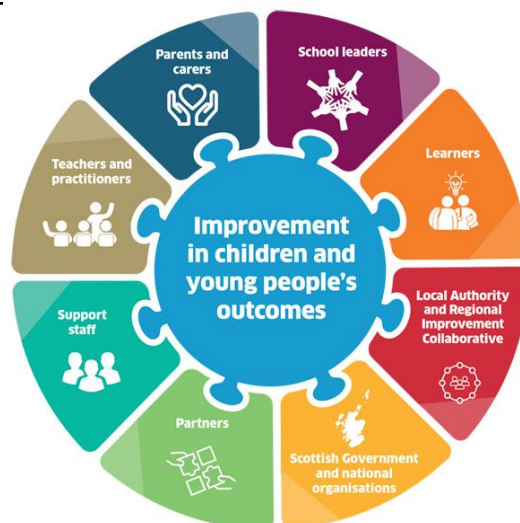 Parents and
carers
School leaders
Learners
Local Authority
and Regional
Improvement
Collaborative
Scottish Government
and national
organisations
Partners
Support
staff
Teachers and
practitioners
Improvement
in children and
young people's
outcomes